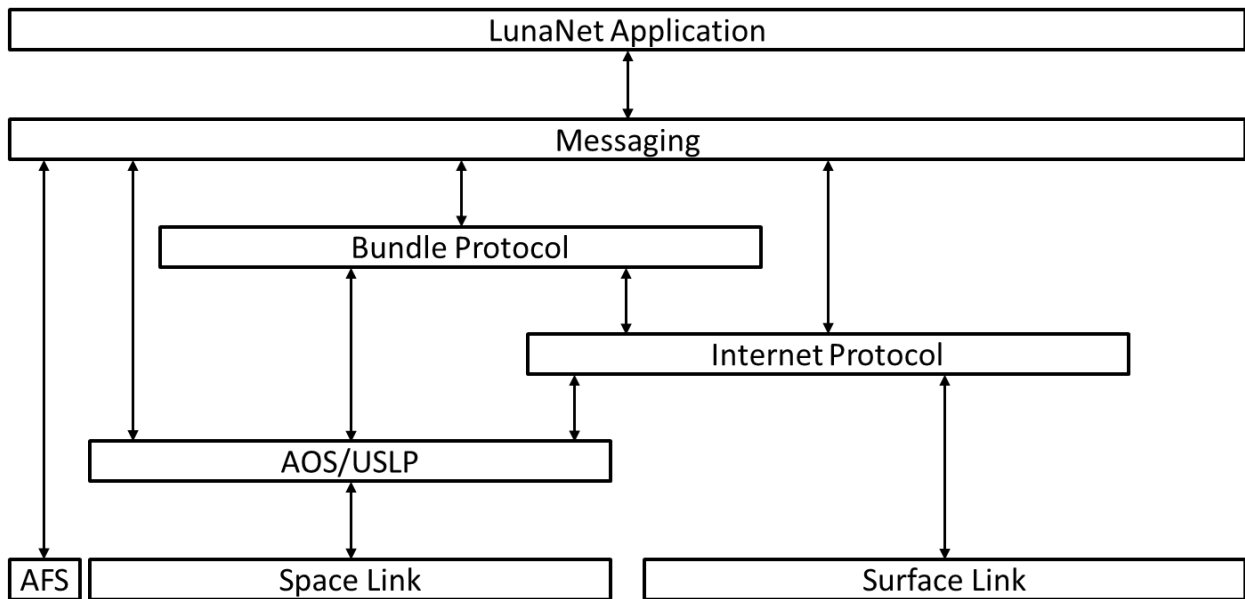 LunaNet Application
Messaging
Bundle Protocol
Internet Protocol
AOS/USLP
AFS
Space Link
Surface Link